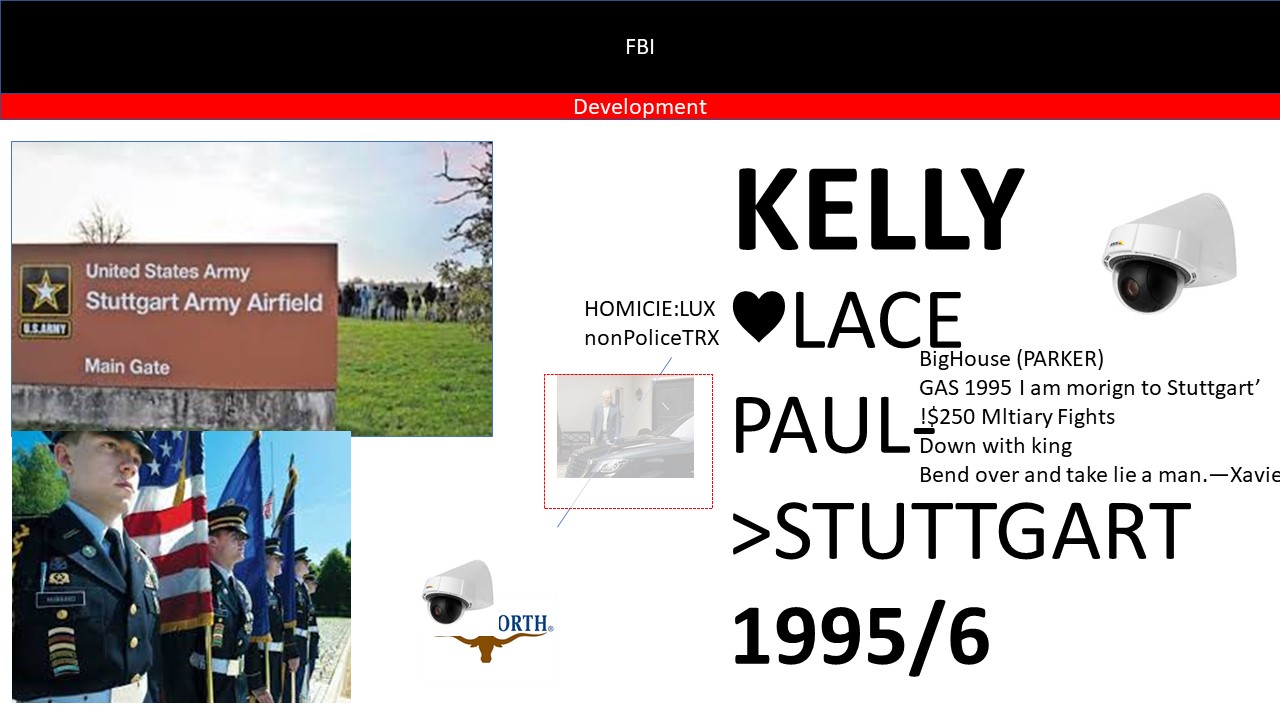 FBI
Development
United States Army
Stuttgart Army Airfield
U.S.ARMY
Main Gate
HOMICIE:LUX
nonPoliceTRX
KELLY
♥LACE
PAUL-
>STUTTGART
1995/6
BigHouse (PARKER)
GAS 1995 I am morign to Stuttgart’
!$250 Mltiary Fights
Down with king
Bend over and take lie a man.—Xavie
AXIS
ORTH®